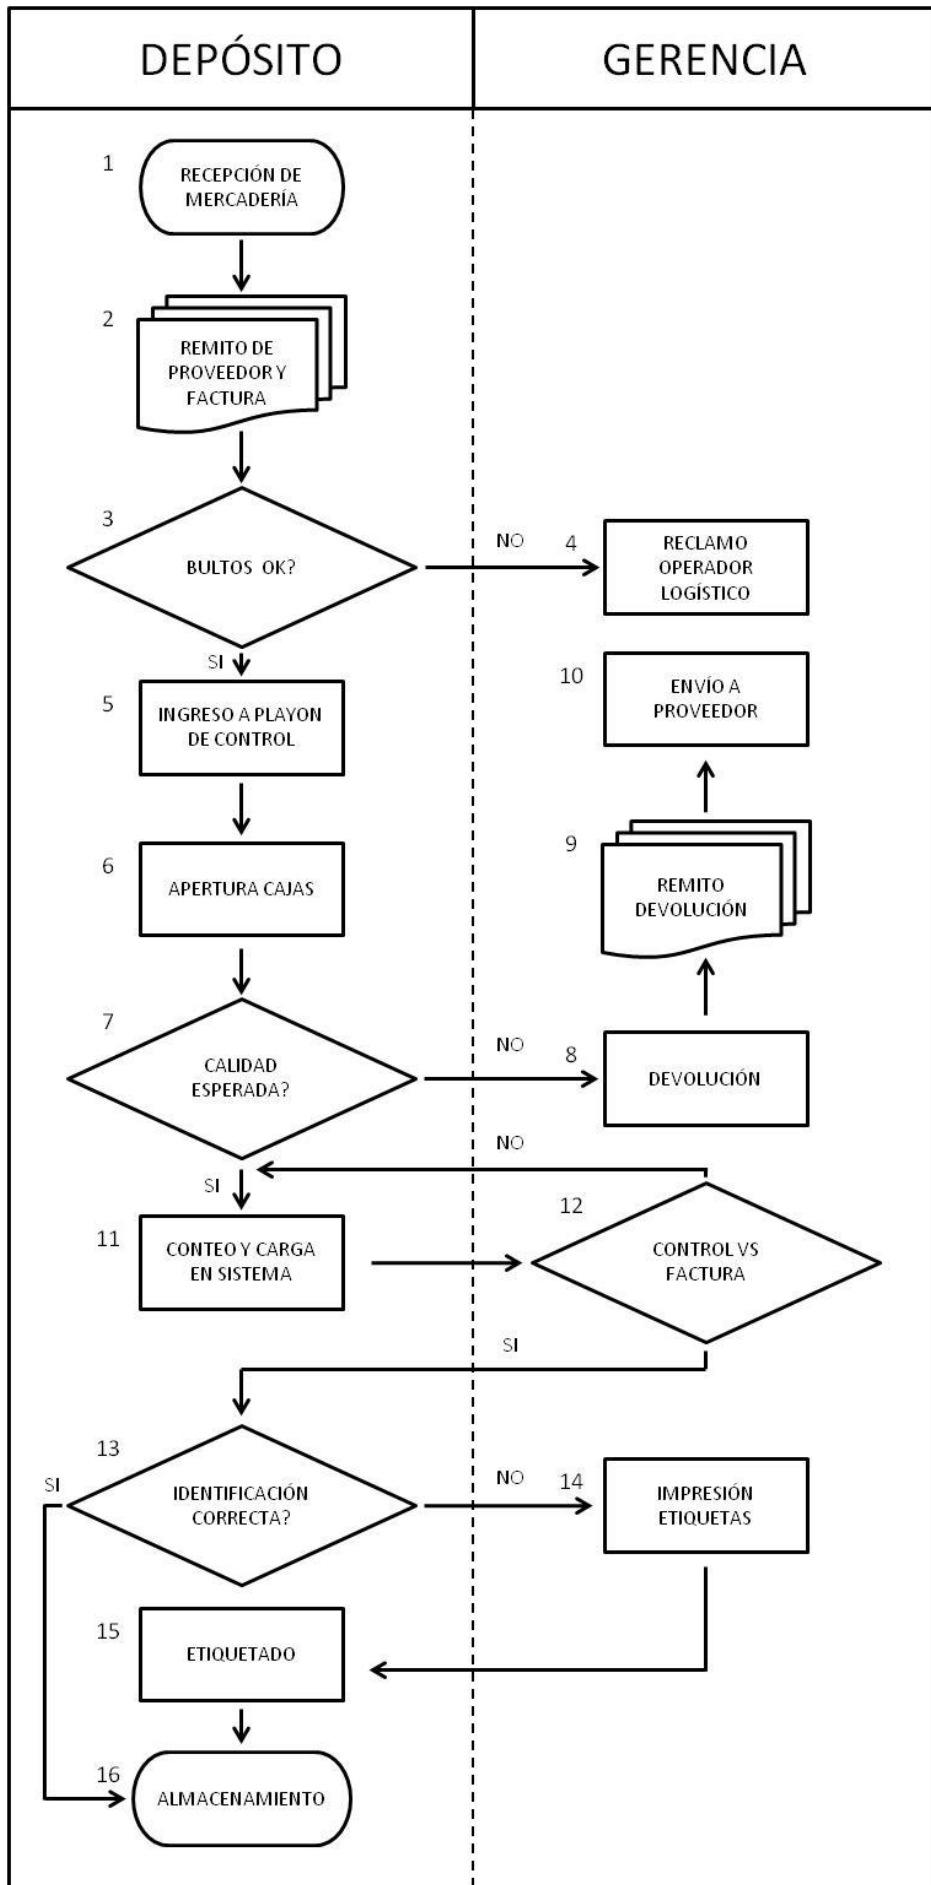 DEPÓSITO
GERENCIA
1
RECEPCIÓN DE
MERCADERÍA
2
REMITO DE
PROVEEDOR Y
FACTURA
3
BULTOS OK?
NO
4
RECLAMO
OPERADOR
LOGÍSTICO
SI
5
INGRESO A PLAYON
DE CONTROL
10
ENVÍO A
PROVEEDOR
6
APERTURA CAJAS
9
REMITO
DEVOLUCIÓN
7
CALIDAD
ESPERADA?
NO
8
DEVOLUCIÓN
NO
SI
11
CONTEO Y CARGA
EN SISTEMA
12
CONTROL VS
FACTURA
SI
13
IDENTIFICACIÓN
CORRECTA?
SI
NO
14
IMPRESIÓN
ETIQUETAS
15
ETIQUETADO
16
ALMACENAMIENTO